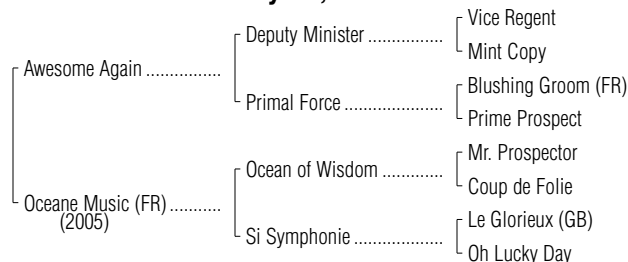 Vice Regent
Deputy Minister ................
Mint Copy
Awesome Again ................
Blushing Groom (FR)
Primal Force .....................
Prime Prospect
Mr. Prospector
Ocean of Wisdom .............
Coup de Folie
Oceane Music (FR) ...........
(2005)
Le Glorieux (GB)
Si Symphonie ....................
Oh Lucky Day